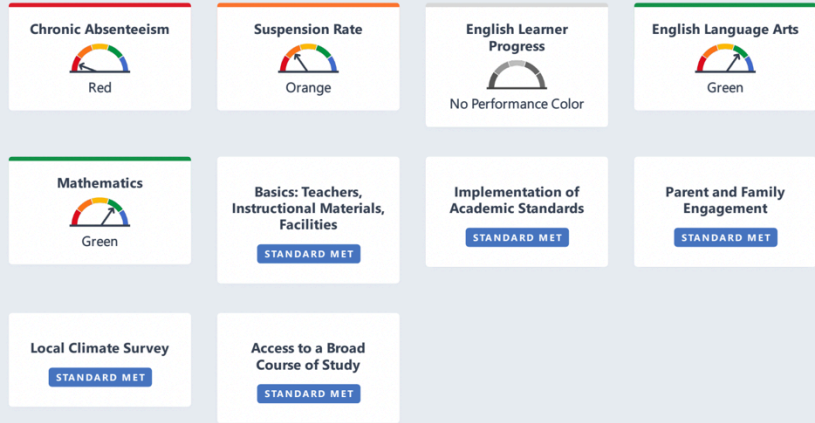 Chronic Absenteeism
Red
Suspension Rate
Orange
English Learner
Progress
No Performance Color
English Language Arts
Green
Mathematics
Green
Basics: Teachers,
Instructional Materials,
Facilities
STANDARD MET
Implementation of
Academic Standards
STANDARD MET
Parent and Family
Engagement
STANDARD MET
Local Climate Survey
STANDARD MET
Access to a Broad
Course of Study
STANDARD MET